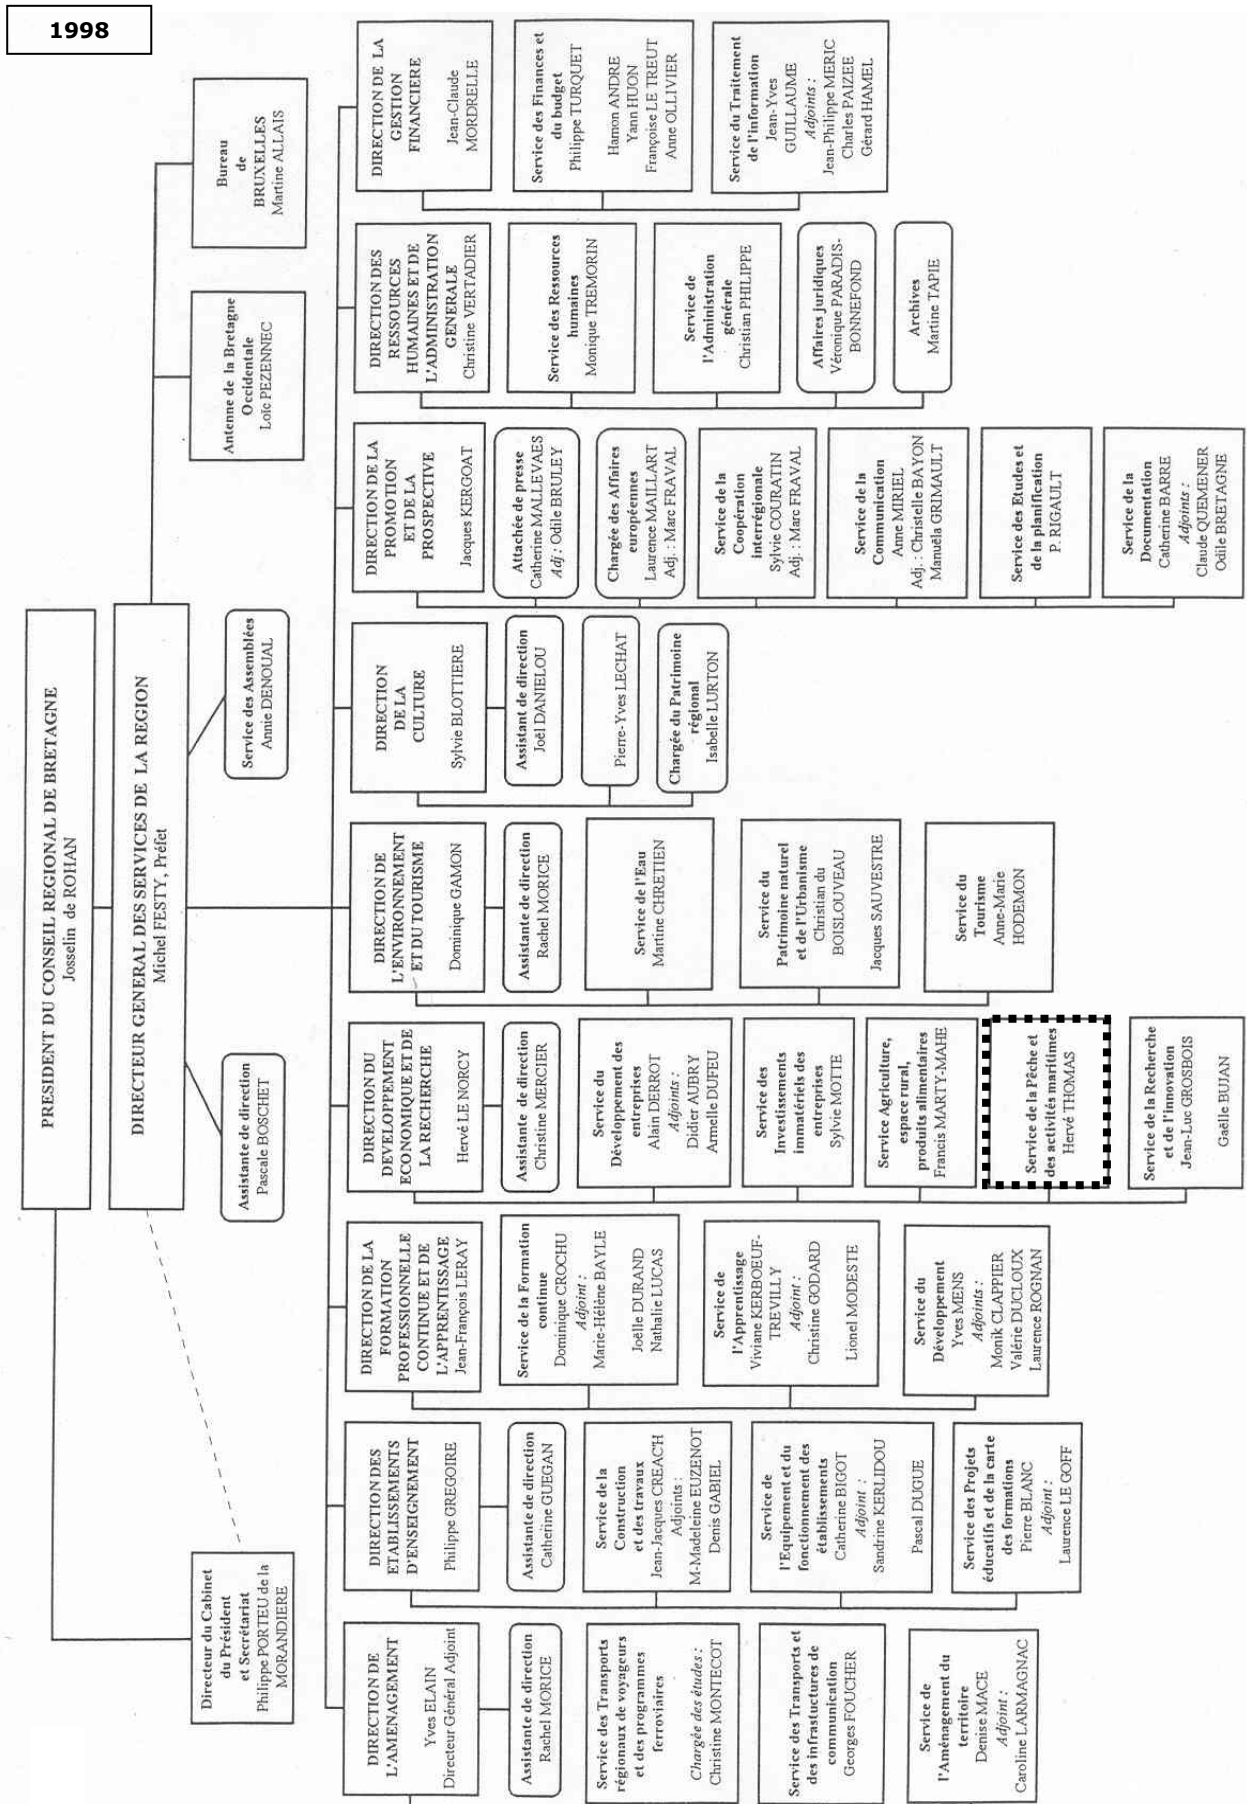 1998
PRESIDENT DU CONSEIL REGIONAL DE BRETAGNE
Josselin de ROHAN
DIRECTEUR GENERAL DES SERVICES DE LA REGION
Michel FESTY, Préfet
Directeur du Cabinet
du Président
et Secrétariat
Philippe PORTEU de la
MORANDIERE
Assistante de direction
Pascale BOSCHET
Service des Assemblées
Annie DENOUAL
Antenne de la Bretagne
Occidentale
Loïc PEZENNEC
Bureau
de
BRUXELLES
Martine ALLAIS
DIRECTION DE
L'AMENAGEMENT
Yves ELAIN
Directeur Général Adjoint
Assistante de direction
Rachel MORICE
Service des Transports
régionaux de voyageurs
et des programmes
ferroviaires
Chargée des études :
Christine MONTECOT
Service des Transports et
des infrastuctures de
communication
Georges FOUCHER
Service de
l'Aménagement du
territoire
Denise MACE
Adjoint :
Caroline LARMAGNAC
DIRECTION DES
ETABLISSEMENTS
D'ENSEIGNEMENT
Philippe GREGOIRE
Assistante de direction
Catherine GUEGAN
Service de la
Construction
et des travaux
Jean-Jacques CREAC'H
Adjoints :
M-Madeleine EUZENOT
Denis GABIEL
Service de
l'Equipement et du
fonctionnement des
établissements
Catherine BIGOT
Adjoint :
Sandrine KERLIDOU
Pascal DUGUE
Service des Projets
éducatifs et de la carte
des formations
Pierre BLANC
Adjoint :
Laurence LE GOFF
DIRECTION DE LA
FORMATION
PROFESSIONNELLE
CONTINUE ET DE
L'APPRENTISSAGE
Jean-François LERAY
Service de la Formation
continue
Dominique CROCHU
Adjoint :
Marie-Hélène BAYLE
Joëlle DURAND
Nathalie LUCAS
Service de
l'Apprentissage
Viviane KERBOEUF-
TREVILLY
Adjoint :
Christine GODARD
Lionel MODESTE
Service du
Développement
Yves MENS
Adjoints :
Monik CLAPPIER
Valérie DUCLOUX
Laurence ROGNAN
DIRECTION DU
DEVELOPPEMENT
ECONOMIQUE ET DE
LA RECHERCHE
Hervé LE NORCY
Assistante de direction
Christine MERCIER
Service du
Développement des
entreprises
Alain DERROT
Adjoints :
Didier AUBRY
Armelle DUFEU
Service des
Investissements
immatériels des
entreprises
Sylvie MOTTE
Service Agriculture,
espace rural,
produits alimentaires
Francis MARTY-MAHE
Service de la Pêche et
des activités maritimes
Hervé THOMAS
Service de la Recherche
et de l'innovation
Jean-Luc GROSBOIS
Gaëlle BUJAN
DIRECTION DE
L'ENVIRONNEMENT
ET DU TOURISME
Dominique GAMON
Assistante de direction
Rachel MORICE
Service de l'Eau
Martine CHRETIEN
Service du
Patrimoine naturel
et de l'Urbanisme
Christian du
BOISLOUVEAU
Jacques SAUVESTRE
Service du
Tourisme
Anne-Marie
HODEMON
DIRECTION
DE LA
CULTURE
Sylvie BLOTTIERE
Assistant de direction
Joël DANIELOU
Pierre-Yves LECHAT
Chargée du Patrimoine
régional
Isabelle LURTON
DIRECTION DE LA
PROMOTION
ET DE LA
PROSPECTIVE
Jacques KERGOAT
Attachée de presse
Catherine MALLEVAES
Adj : Odile BRULEY
Chargée des Affaires
européennes
Laurence MAILLART
Adj. : Marc FRAVAL
Service de la
Coopération
interrégionale
Sylvie COURATIN
Adj. : Marc FRAVAL
Service de la
Communication
Anne MIRIEL
Adj. : Christelle BAYON
Manuëla GRIMAULT
Service des Etudes et
de la planification
P. RIGAULT
Service de la
Documentation
Catherine BARRE
Adjoints :
Claude QUEMENER
Odile BRETAGNE
DIRECTION DES
RESSOURCES
HUMAINES ET DE
L'ADMINISTRATION
GENERALE
Christine VERTADIER
Service des Ressources
humaines
Monique TREMORIN
Service de
l'Administration
générale
Christian PHILIPPE
Affaires juridiques
Véronique PARADIS-
BONNEFOND
Archives
Martine TAPIE
DIRECTION DE LA
GESTION
FINANCIERE
Jean-Claude
MORDRELLE
Service des Finances et
du budget
Philippe TURQUET
Hamon ANDRE
Yann HUON
Françoise LE TREUT
Anne OLLIVIER
Service du Traitement
de l'information
Jean-Yves
GUILLAUME
Adjoints :
Jean-Philippe MERIC
Charles PAIZEE
Gérard HAMEL